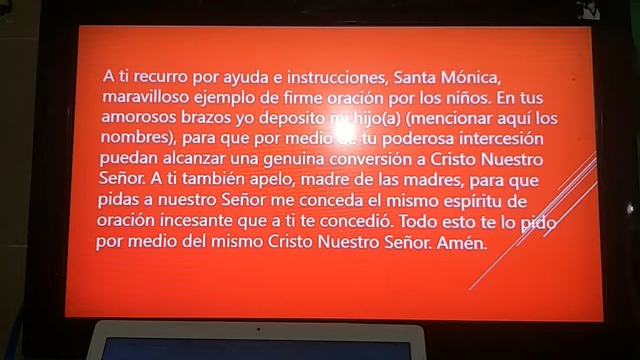 A ti recurro por ayuda e instrucciones, Santa Mónica,
maravilloso ejemplo de firme oración por los niños. En tus
amorosos brazos yo deposito mi hijo(a) (mencionar aquí los
nombres), para que por medio de tu poderosa intercesión
puedan alcanzar una genuina conversión a Cristo Nuestro
Señor. A ti también apelo, madre de las madres, para que
pidas a nuestro Señor me conceda el mismo espíritu de
oración incesante que a ti te concedió. Todo esto te lo pido
por medio del mismo Cristo Nuestro Señor. Amén.